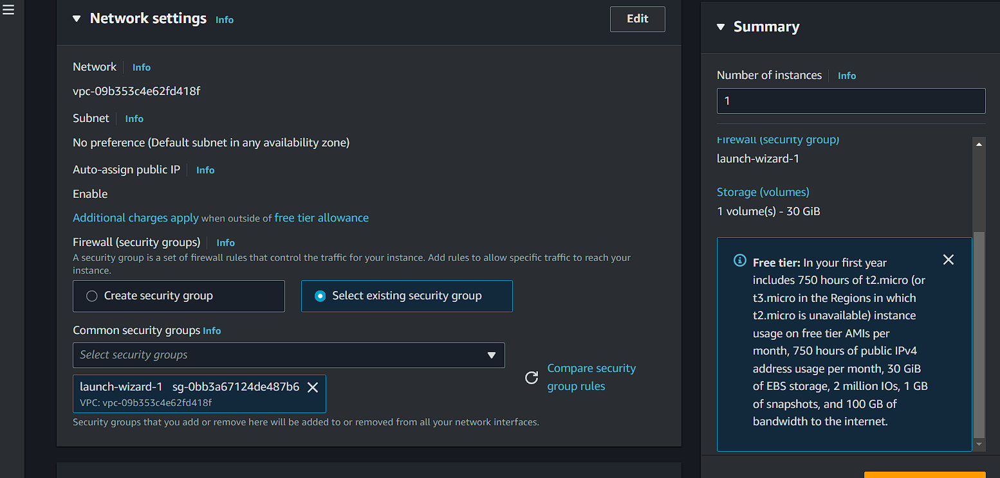 Network settings Info
Edit
Network Info
vpc-09b353c4e62fd418f
Subnet Info
No preference (Default subnet in any availability zone)
Auto-assign public IP Info
Enable
Additional charges apply when outside of free tier allowance
Firewall (security groups) Info
A security group is a set of firewall rules that control the traffic for your instance. Add rules to allow specific traffic to reach your
instance.
Create security group
Select existing security group
Common security groups Info
Select security groups
launch-wizard-1 sg-0bb3a67124de487b6
VPC: vpc-09b353c4e62fd418f
Compare security
group rules
Security groups that you add or remove here will be added to or removed from all your network interfaces.
Summary
Number of instances Info
1
Firewall (security group)
launch-wizard-1
Storage (volumes)
1 volume(s) - 30 GiB
Free tier: In your first year
includes 750 hours of t2.micro (or
t3.micro in the Regions in which
t2.micro is unavailable) instance
usage on free tier AMIs per
month, 750 hours of public IPv4
address usage per month, 30 GiB
of EBS storage, 2 million IOs, 1 GB
of snapshots, and 100 GB of
bandwidth to the internet.